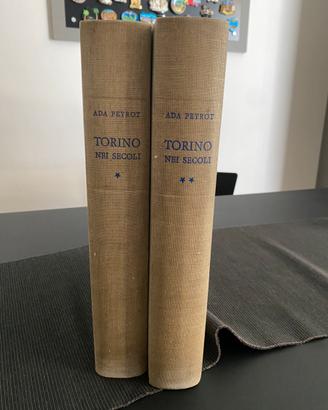 ADA PEYROT
TORINO
NEI SECOLI
★
ADA PEYROT
TORINO
NEI SECOLI
★★